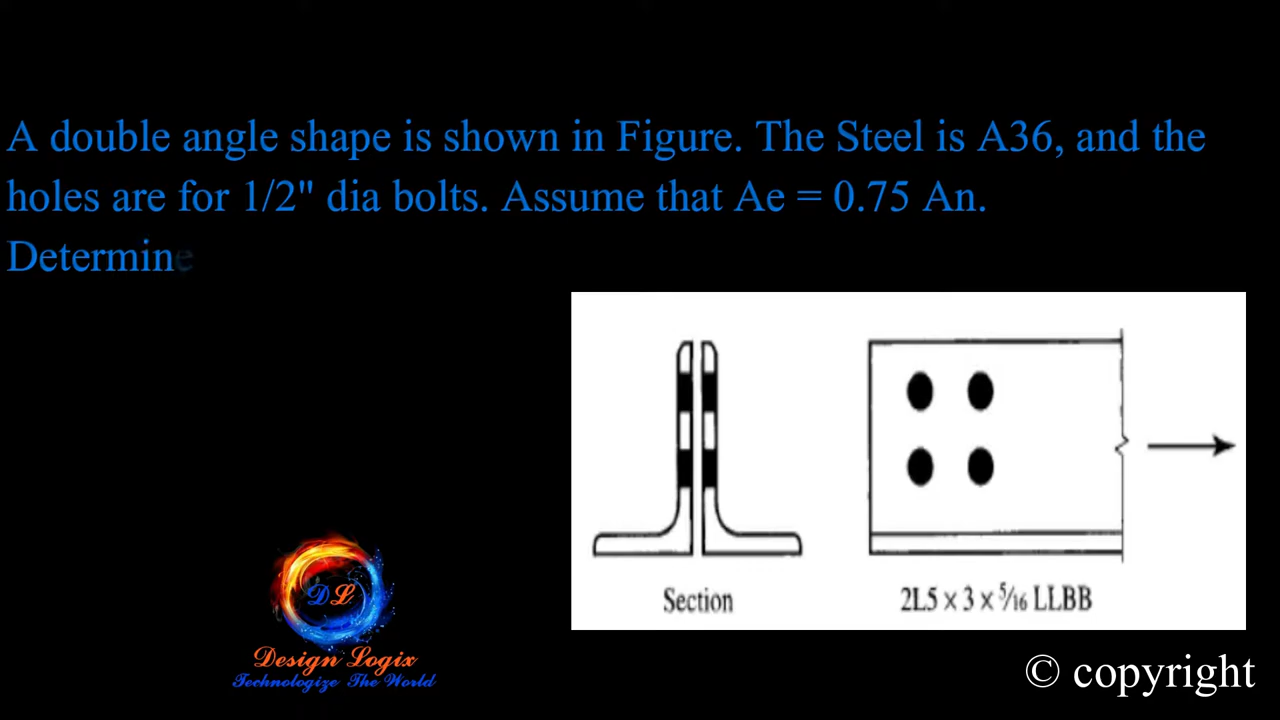 A double angle shape is shown in Figure. The Steel is A36, and the
holes are for 1/2" dia bolts. Assume that Ae = 0.75 An.
Determine
Section
2L5 × 3 × 5/16 LLBB
DL
Design Logix
Technologize The World
© copyright